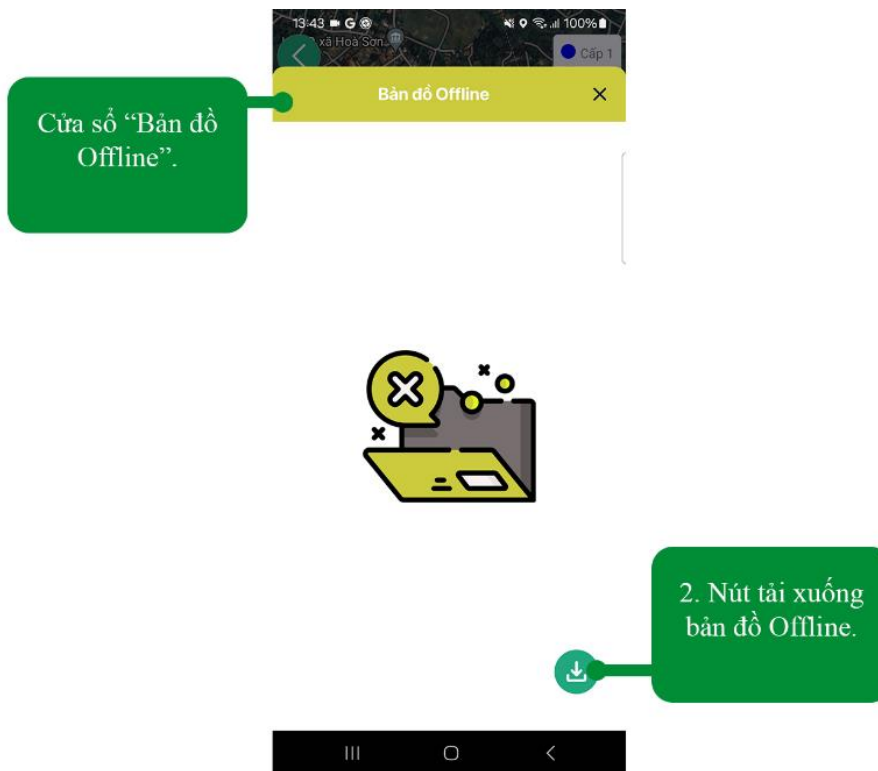 13:43
G
100%
xã Hoà Sơn
Cấp 1
Bản đồ Offline
Cửa sổ “Bản đồ
Offline”.
2. Nút tải xuống
bản đồ Offline.